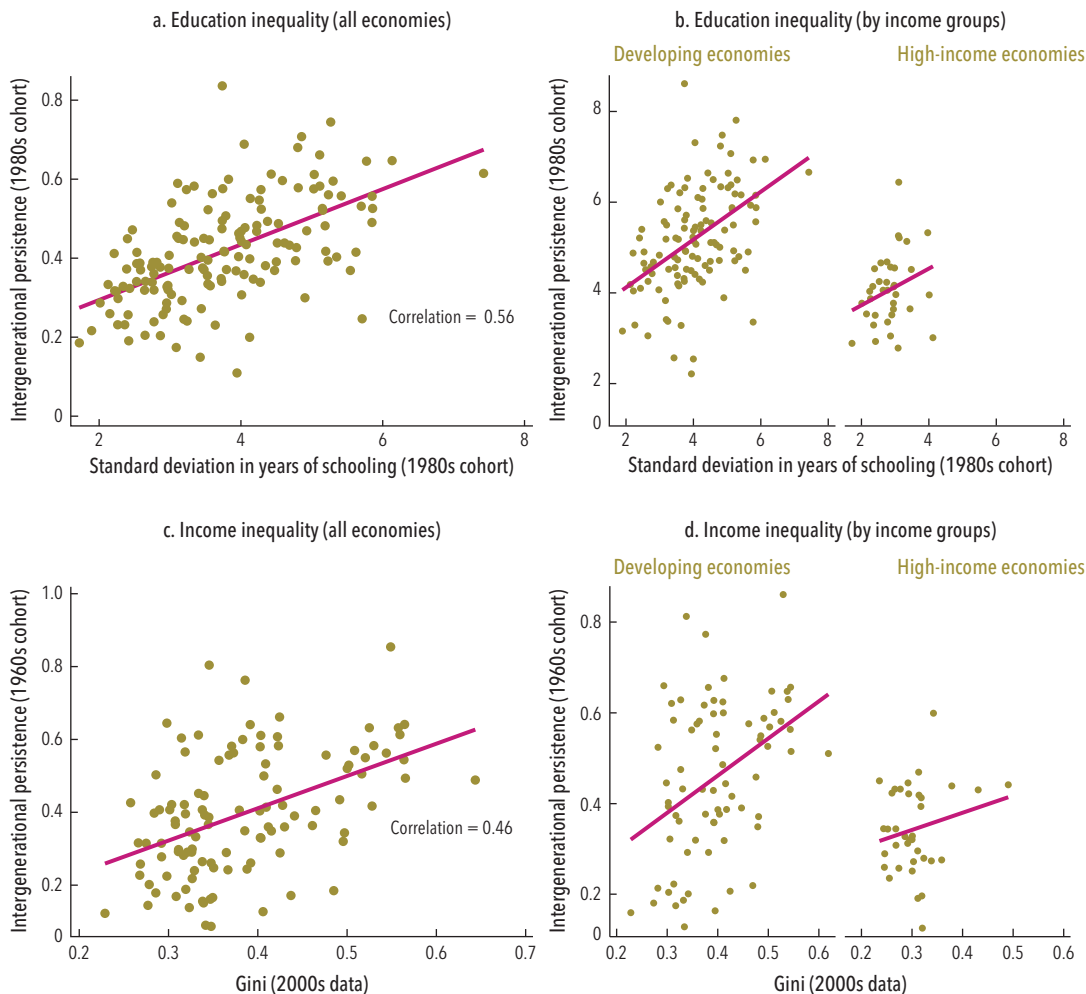 a. Education inequality (all economies)
Intergenerational persistence (1980s cohort)
0.8
0.6
0.4
0.2
0
Correlation = 0.56
2
4
6
8
Standard deviation in years of schooling (1980s cohort)
b. Education inequality (by income groups)
Developing economies
High-income economies
Intergenerational persistence (1980s cohort)
8
6
4
2
0
2
4
6
8
2
4
6
8
Standard deviation in years of schooling (1980s cohort)
c. Income inequality (all economies)
Intergenerational persistence (1960s cohort)
1.0
0.8
0.6
0.4
0.2
0
Correlation = 0.46
0.2
0.3
0.4
0.5
0.6
0.7
Gini (2000s data)
d. Income inequality (by income groups)
Developing economies
High-income economies
Intergenerational persistence (1960s cohort)
0.8
0.6
0.4
0.2
0
0.2
0.3
0.4
0.5
0.6
0.2
0.3
0.4
0.5
0.6
Gini (2000s data)